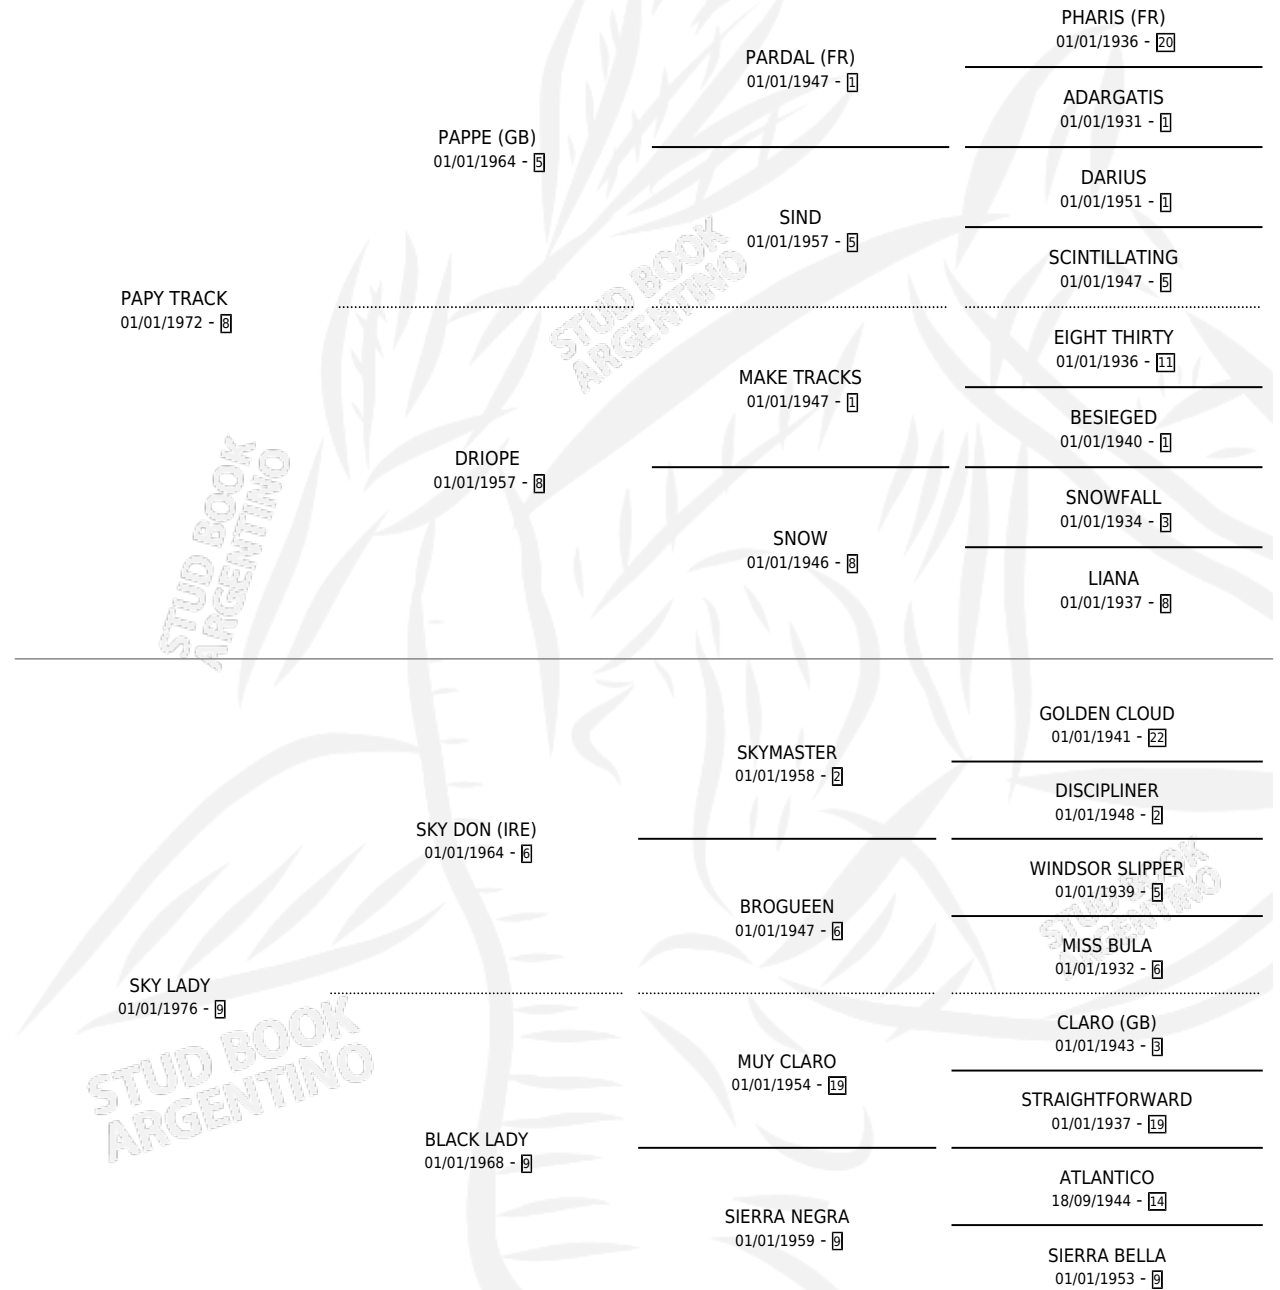 PHARIS (FR)
01/01/1936 - 20
PARDAL (FR)
01/01/1947 - 1
ADARGATIS
01/01/1931 - 1
PAPPE (GB)
01/01/1964 - 5
DARIUS
01/01/1951 - 1
SIND
01/01/1957 - 5
SCINTILLATING
01/01/1947 - 5
PAPY TRACK
01/01/1972 - 8
STUD BOOK
ARGENTINO
EIGHT THIRTY
01/01/1936 - 11
MAKE TRACKS
01/01/1947 - 1
BESIEGED
01/01/1940 - 1
DRIOPE
01/01/1957 - 8
SNOWFALL
01/01/1934 - 3
SNOW
01/01/1946 - 8
LIANA
01/01/1937 - 8
STUD BOOK
ARGENTINO
GOLDEN CLOUD
01/01/1941 - 22
SKYMASTER
01/01/1958 - 2
DISCIPLINER
01/01/1948 - 2
SKY DON (IRE)
01/01/1964 - 6
WINDSOR SLIPPER
01/01/1939 - 5
BROGUEEN
01/01/1947 - 6
STUD BOOK
ARGENTINO
MISS BULA
01/01/1932 - 6
SKY LADY
01/01/1976 - 9
STUD BOOK
ARGENTINO
CLARO (GB)
01/01/1943 - 3
MUY CLARO
01/01/1954 - 19
STRAIGHTFORWARD
01/01/1937 - 19
BLACK LADY
01/01/1968 - 9
ATLANTICO
18/09/1944 - 14
SIERRA NEGRA
01/01/1959 - 9
SIERRA BELLA
01/01/1953 - 9